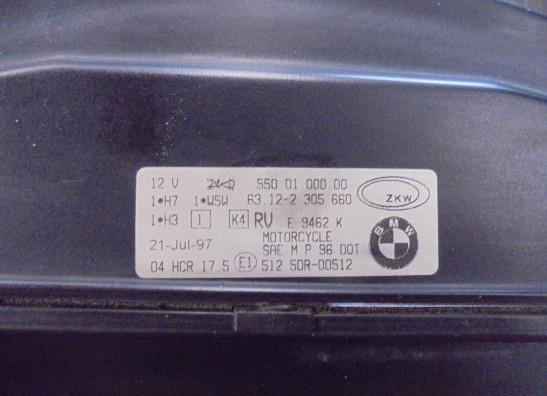 12 V 550 01 000 00
1•H7 1•W5W 63.12-2 305 660 ZKW
1•H3 1 K4 RV E 9462 K BMW
MOTORCYCLE
21-Jul-97 SAE M P 96 DOT
04 HCR 17.5 E1 512 50R-00512